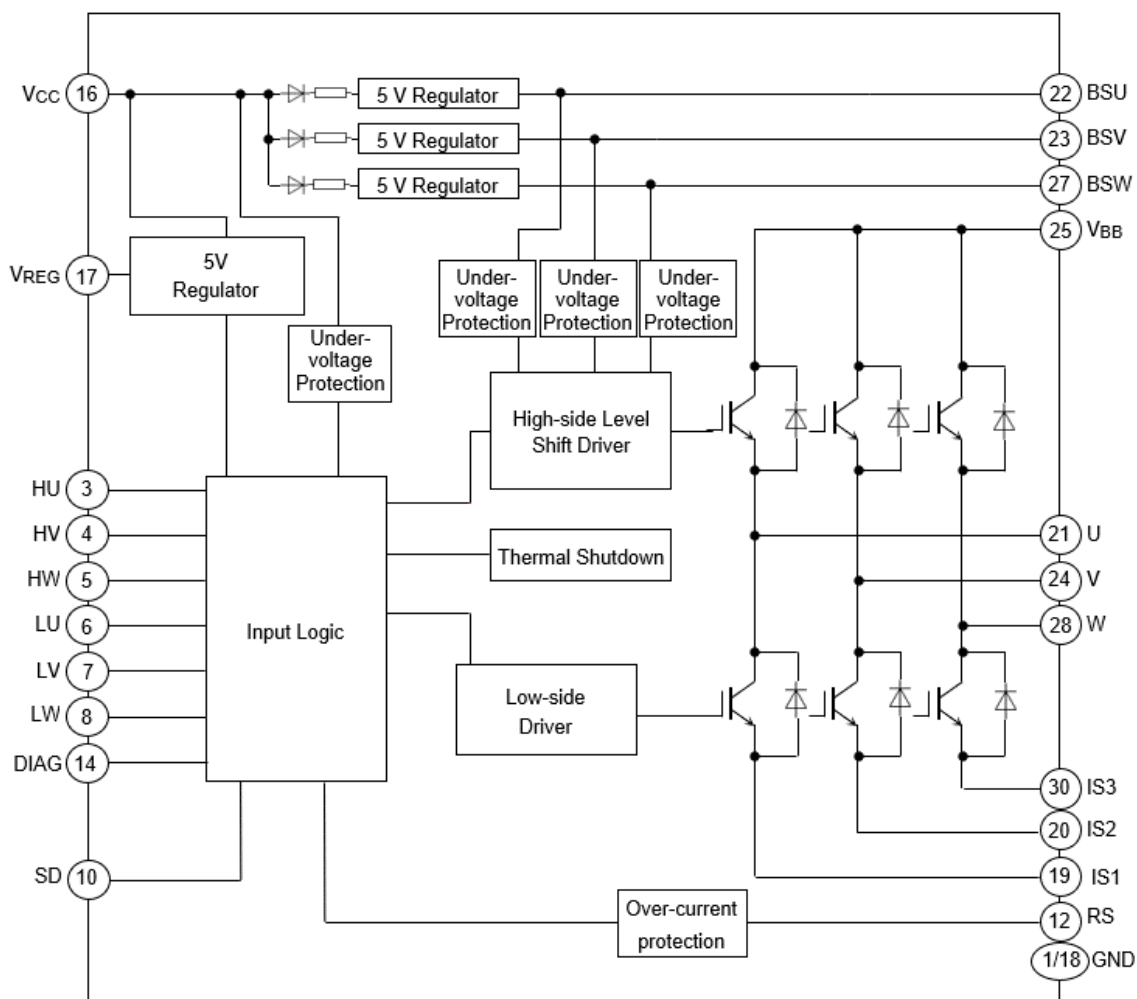 VCC 16
5 V Regulator
22 BSU
5 V Regulator
23 BSV
5 V Regulator
27 BSW
25 VBB
VREG 17
5V
Regulator
Under-
voltage
Protection
Under-
voltage
Protection
Under-
voltage
Protection
Under-
voltage
Protection
High-side Level
Shift Driver
HU 3
HV 4
HW 5
LU 6
LV 7
LW 8
DIAG 14
SD 10
Input Logic
Thermal Shutdown
Low-side
Driver
21 U
24 V
28 W
30 IS3
20 IS2
19 IS1
Over-current
protection
12 RS
1/18 GND